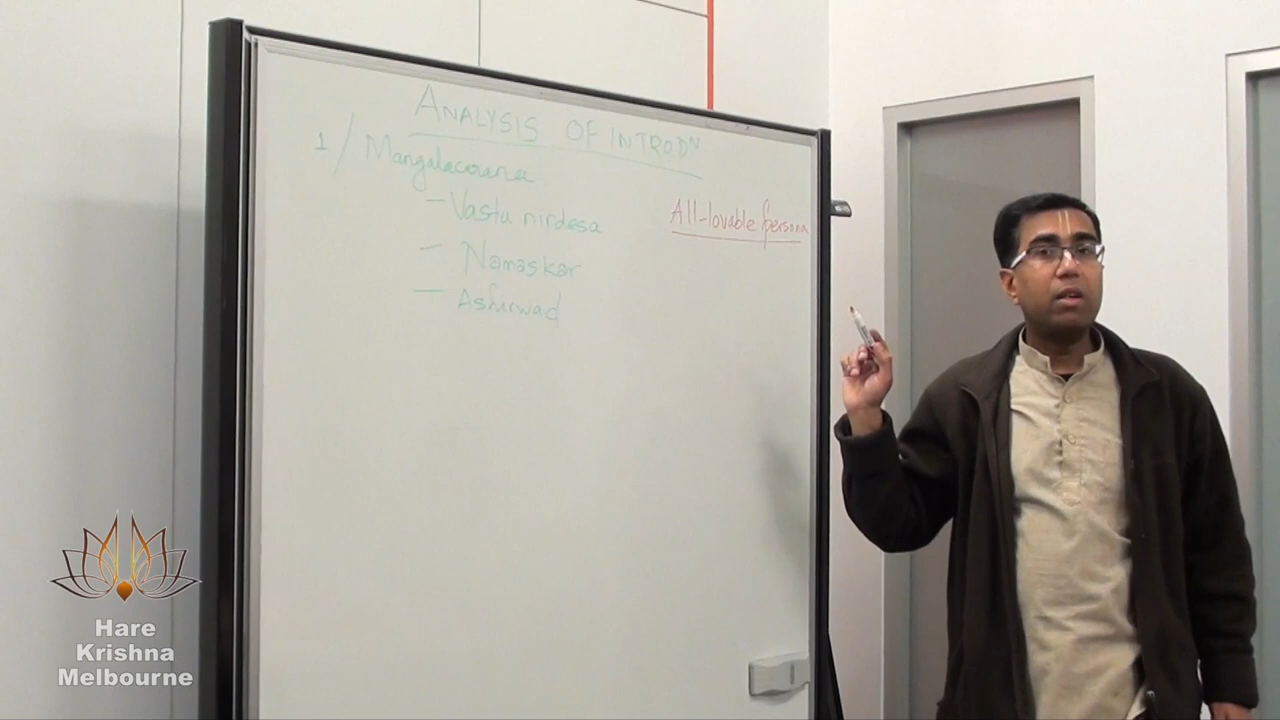 ANALYSIS OF INTRODN
1/ Mangalacarana
- Vastu nirdesa
All-lovable persona
- Namaskar
- Ashirwad
Hare
Krishna
Melbourne